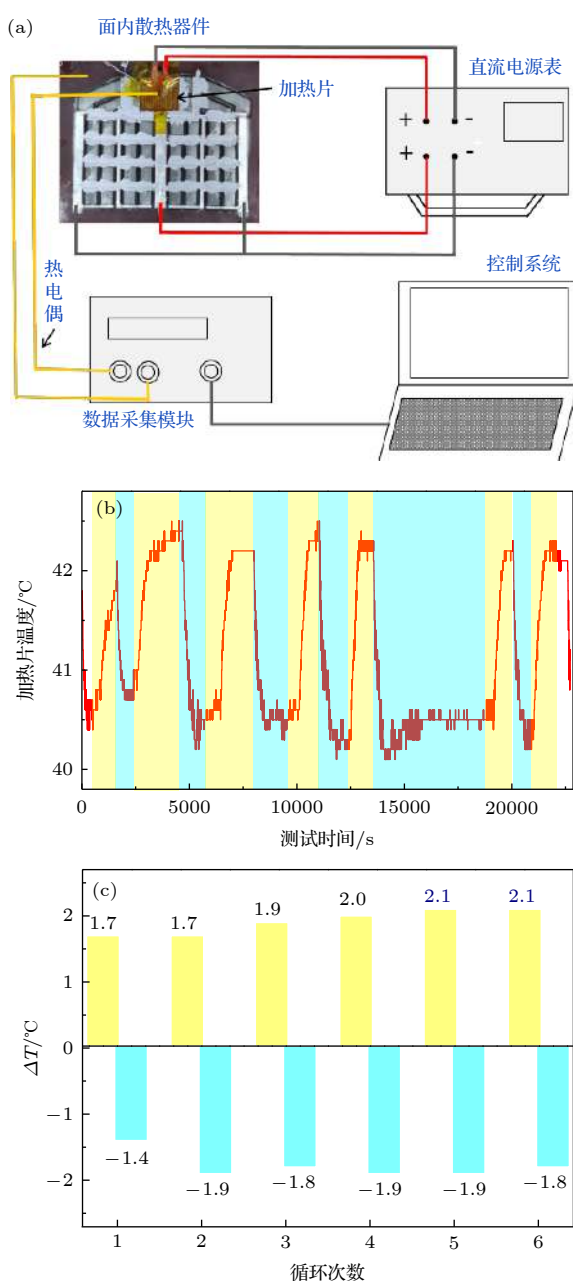 (a)
面内散热器件
加热片
直流电源表
+ -
+ -
热电偶
控制系统
数据采集模块
(b)
加热片温度/℃
42
41
40
0 5000 10000 15000 20000
测试时间/s
(c)
ΔT/℃
2
1
0
−1
−2
1.7 1.7 1.9 2.0 2.1 2.1
−1.4 −1.9 −1.8 −1.9 −1.9 −1.8
1 2 3 4 5 6
循环次数